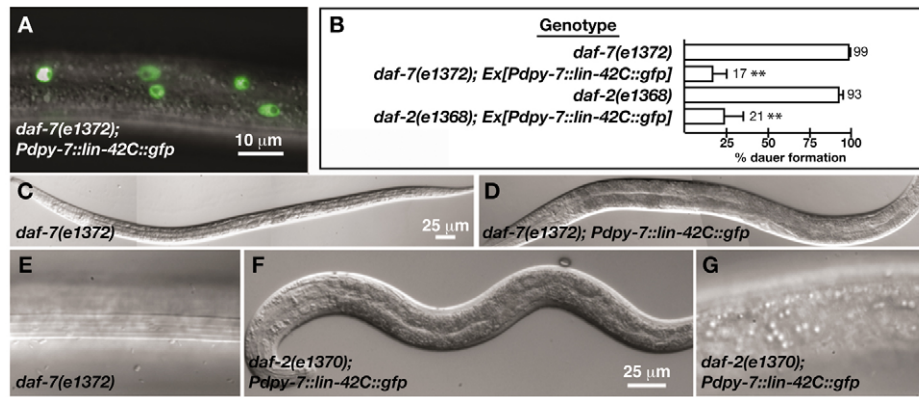 A
daf-7(e1372);
Pdpy-7::lin-42C::gfp
10 µm
B
Genotype
daf-7(e1372)
99
daf-7(e1372); Ex[Pdpy-7::lin-42C::gfp]
17 **
daf-2(e1368)
93
daf-2(e1368); Ex[Pdpy-7::lin-42C::gfp]
21 **
25 50 75 100
% dauer formation
C
daf-7(e1372)
25 µm
D
daf-7(e1372); Pdpy-7::lin-42C::gfp
E
daf-7(e1372)
F
daf-2(e1370);
Pdpy-7::lin-42C::gfp
25 µm
G
daf-2(e1370);
Pdpy-7::lin-42C::gfp